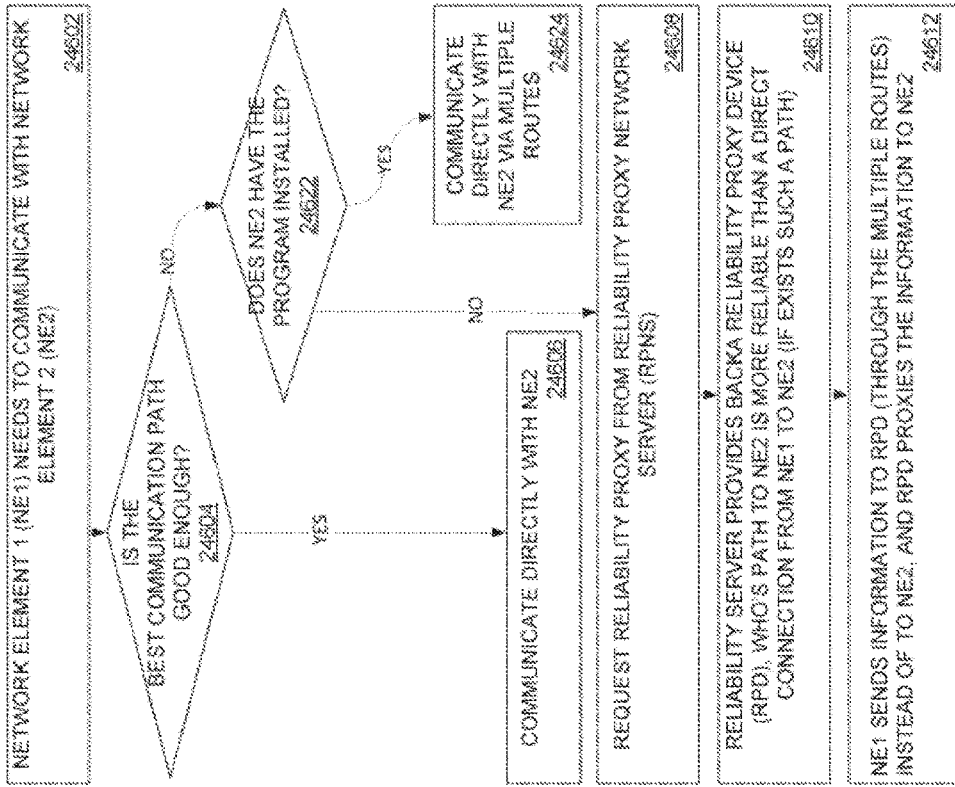 NETWORK ELEMENT 1 (NE1) NEEDS TO COMMUNICATE WITH NETWORK
ELEMENT 2 (NE2)
24602
IS THE
BEST COMMUNICATION PATH
GOOD ENOUGH?
24604
NO
DOES NE2 HAVE THE
PROGRAM INSTALLED?
24622
YES
COMMUNICATE
DIRECTLY WITH
NE2 VIA MULTIPLE
ROUTES
24624
NO
YES
COMMUNICATE DIRECTLY WITH NE2
24606
REQUEST RELIABILITY PROXY FROM RELIABILITY PROXY NETWORK
SERVER (RPNS)
24608
RELIABILITY SERVER PROVIDES BACKA RELIABILITY PROXY DEVICE
(RPD), WHO'S PATH TO NE2 IS MORE RELIABLE THAN A DIRECT
CONNECTION FROM NE1 TO NE2 (IF EXISTS SUCH A PATH)
24610
NE1 SENDS INFORMATION TO RPD (THROUGH THE MULTIPLE ROUTES)
INSTEAD OF TO NE2, AND RPD PROXIES THE INFORMATION TO NE2
24612